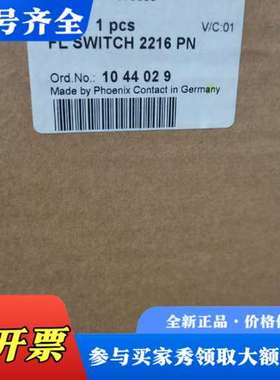 号齐全
1 pcs
V/C:01
FL SWITCH 2216 PN
Ord.No.: 10 44 02 9
Made by Phoenix Contact in Germany
开票
全新正品·价格优
参与买家秀领取大额